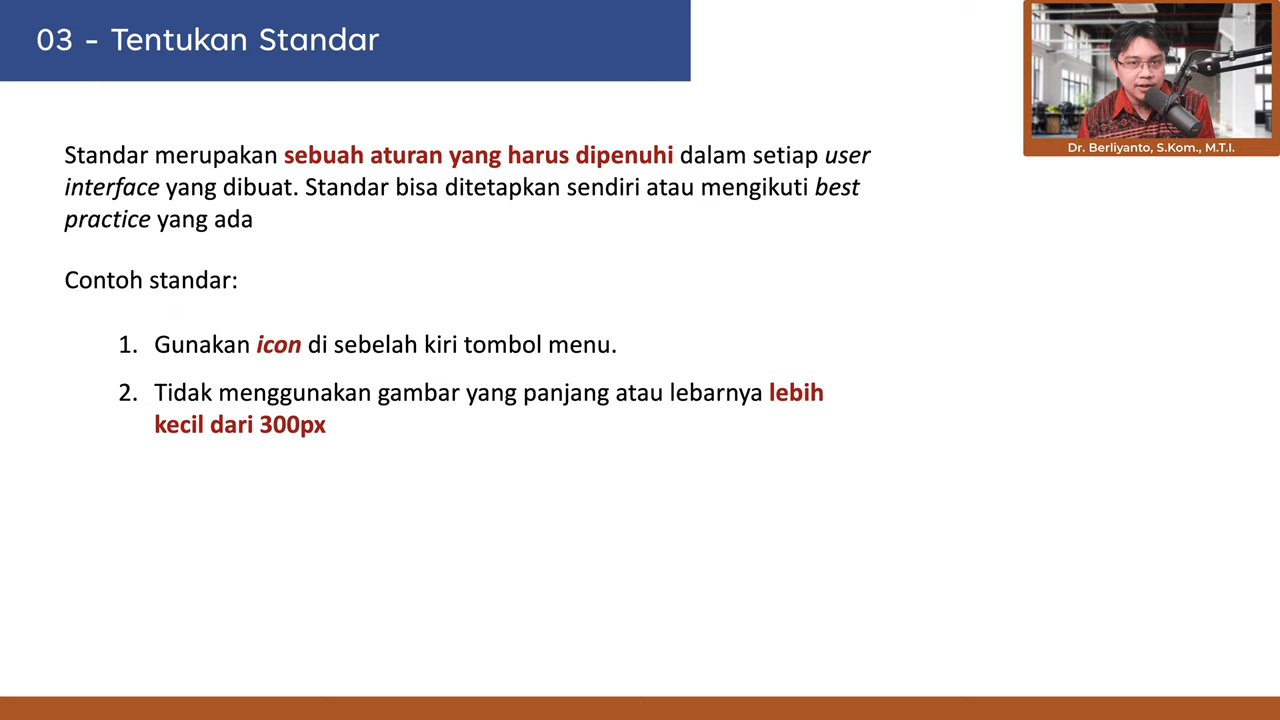 03 - Tentukan Standar
Dr. Berliyanto, S.Kom., M.T.I.
Standar merupakan sebuah aturan yang harus dipenuhi dalam setiap user
interface yang dibuat. Standar bisa ditetapkan sendiri atau mengikuti best
practice yang ada
Contoh standar:
1. Gunakan icon di sebelah kiri tombol menu.
2. Tidak menggunakan gambar yang panjang atau lebarnya lebih
kecil dari 300px